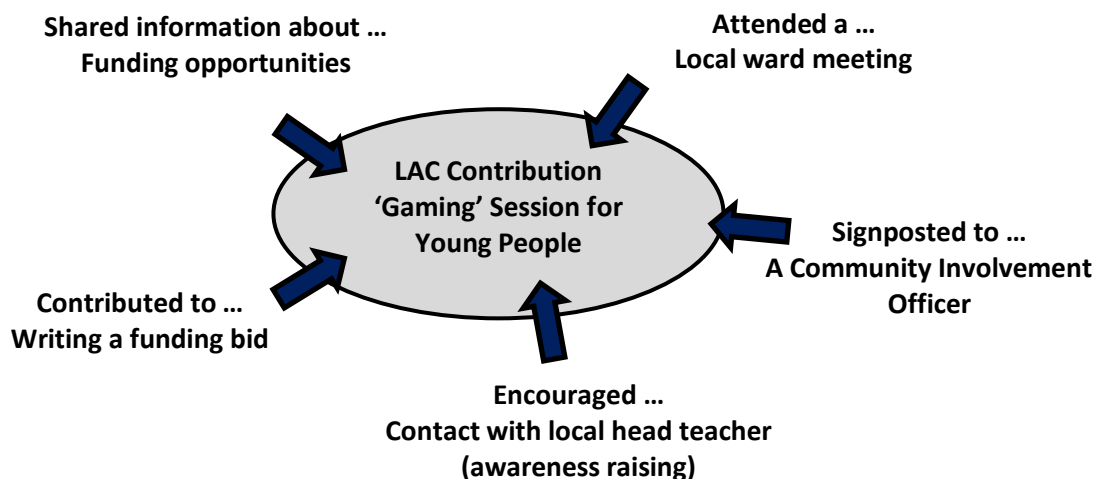 Shared information about …
Funding opportunities
Attended a …
Local ward meeting
LAC Contribution
‘Gaming’ Session for
Young People
Signposted to …
A Community Involvement
Officer
Contributed to …
Writing a funding bid
Encouraged …
Contact with local head teacher
(awareness raising)